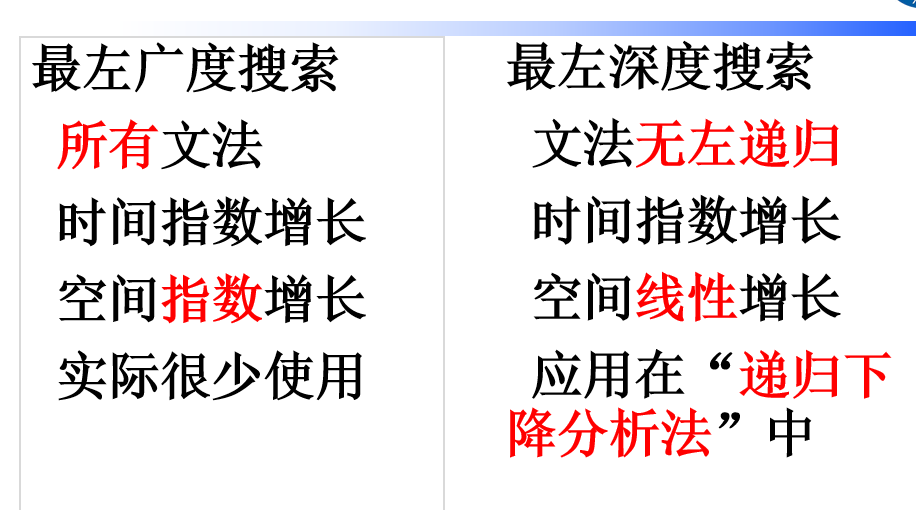 最左广度搜索
所有文法
时间指数增长
空间指数增长
实际很少使用
最左深度搜索
文法无左递归
时间指数增长
空间线性增长
应用在“递归下
降分析法”中